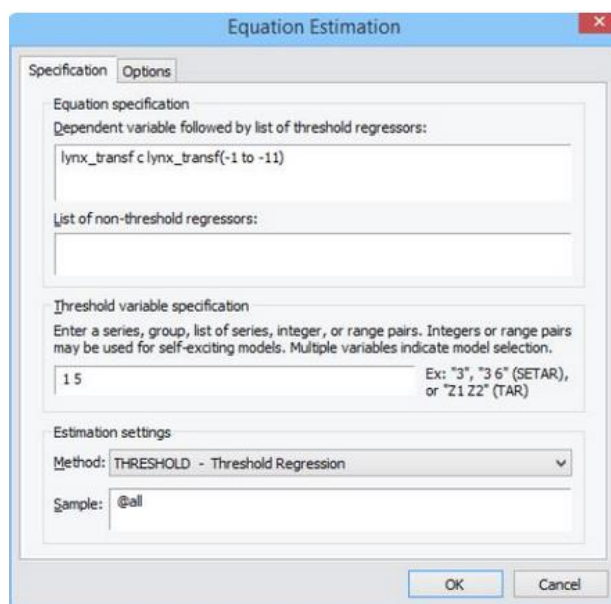 Equation Estimation
Specification
Options
Equation specification
Dependent variable followed by list of threshold regressors:
lynx_transf c lynx_transf(-1 to -11)
List of non-threshold regressors:
Threshold variable specification
Enter a series, group, list of series, integer, or range pairs. Integers or range pairs
may be used for self-exciting models. Multiple variables indicate model selection.
1 5
Ex: "3", "3 6" (SETAR),
or "Z1 Z2" (TAR)
Estimation settings
Method: THRESHOLD - Threshold Regression
Sample: @all
OK
Cancel